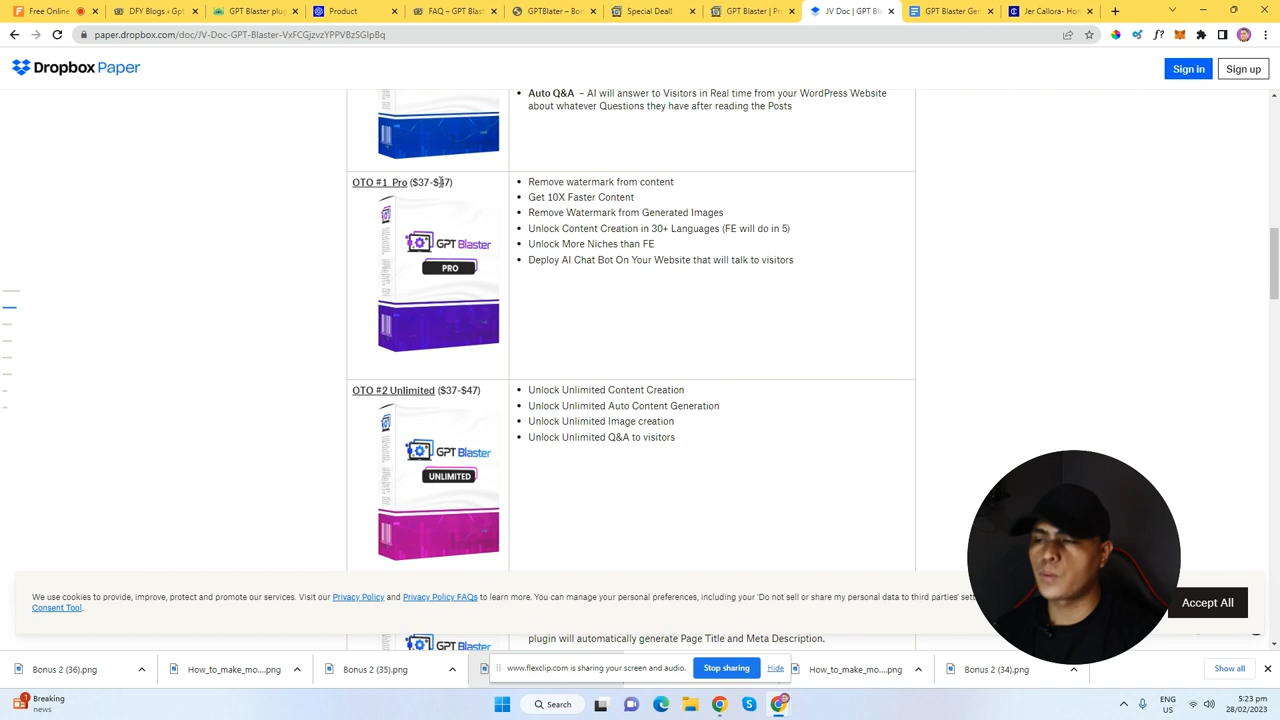 Free Online
DFY Blogs + Gpt
GPT Blaster plug
Product
FAQ – GPT Blast
GPTBlater – Bon
Special Deall
GPT Blaster | Pr
JV Doc | GPT Bla
GPT Blaster Gen
Jer Callora- Hon
paper.dropbox.com/doc/JV-Doc-GPT-Blaster-VxFCGjzvzYPPVBzSGIpBq
Dropbox Paper
Sign in
Sign up
Auto Q&A – AI will answer to Visitors in Real time from your WordPress Website
about whatever Questions they have after reading the Posts
OTO #1 Pro ($37-$47)
GPT Blaster
PRO
Remove watermark from content
Get 10X Faster Content
Remove Watermark from Generated Images
Unlock Content Creation in 30+ Languages (FE will do in 5)
Unlock More Niches than FE
Deploy AI Chat Bot On Your Website that will talk to visitors
OTO #2 Unlimited ($37-$47)
GPT Blaster
UNLIMITED
Unlock Unlimited Content Creation
Unlock Unlimited Auto Content Generation
Unlock Unlimited Image creation
Unlock Unlimited Q&A to visitors
We use cookies to provide, improve, protect and promote our services. Visit our Privacy Policy and Privacy Policy FAQs to learn more. You can manage your personal preferences, including your 'Do not sell or share my personal data to third parties'
Consent Tool.
Accept All
GPT Blaster
plugin will automatically generate Page Title and Meta Description.
Bonus 2 (36).png
How_to_make_mo....png
Bonus 2 (35).png
www.flexclip.com is sharing your screen and audio.
Stop sharing
Hide
How_to_make_mo....png
Bonus 2 (34).png
Show all
1
Breaking
news
Search
ENG
US
5:23 pm
28/02/2023